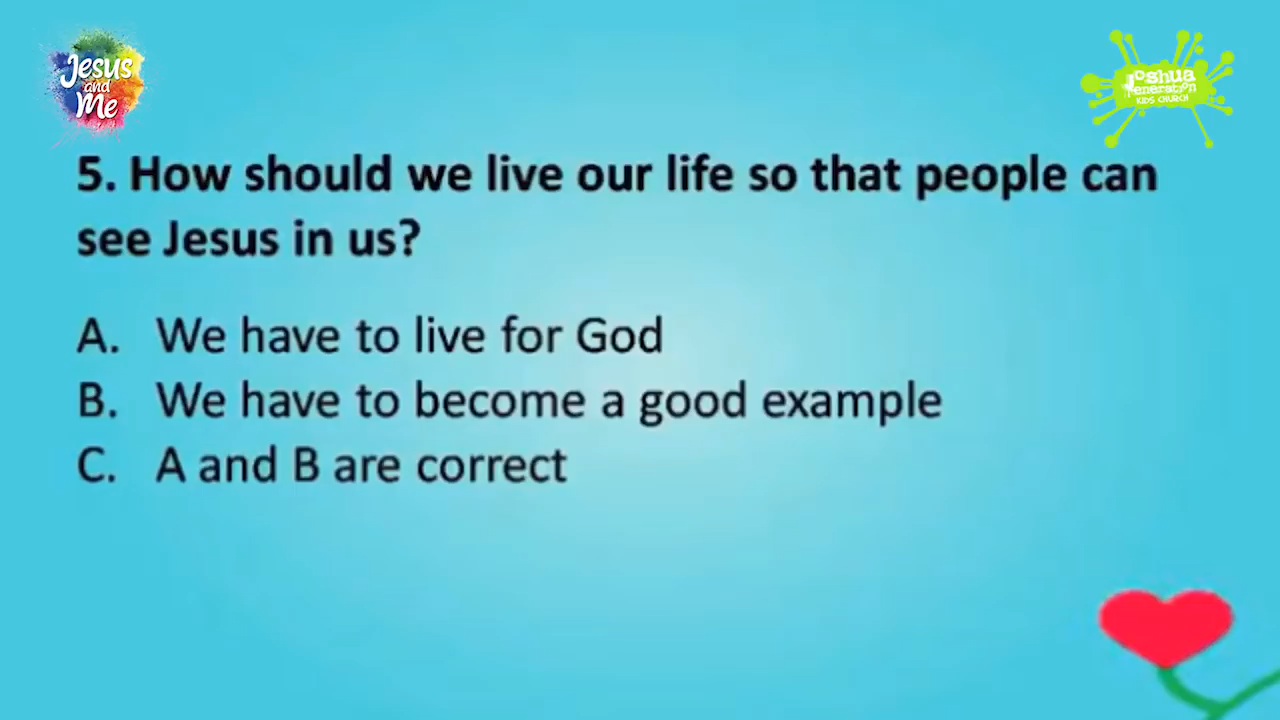 Jesus
and
Me
Joshua
Generation
KIDS CHURCH
5. How should we live our life so that people can
see Jesus in us?
A. We have to live for God
B. We have to become a good example
C. A and B are correct